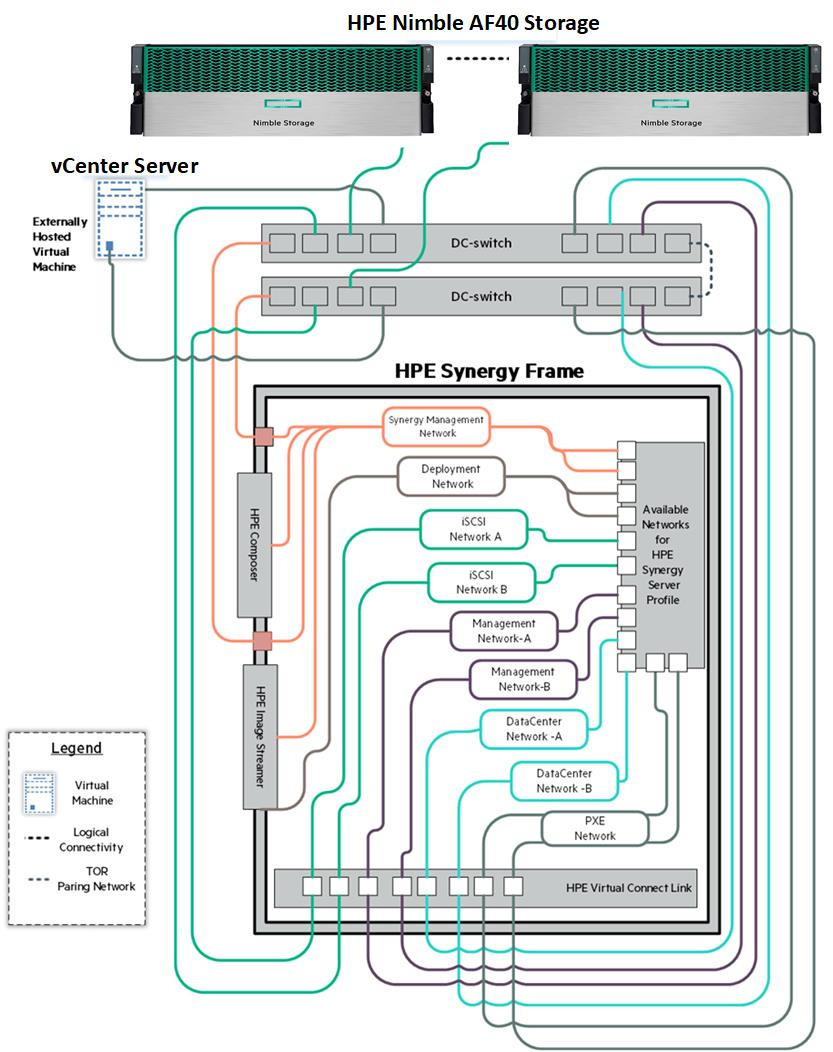 HPE Nimble AF40 Storage
Nimble Storage
Nimble Storage
vCenter Server
Externally
Hosted
Virtual
Machine
DC-switch
DC-switch
HPE Synergy Frame
Synergy Management
Network
Deployment
Network
iSCSI
Network A
iSCSI
Network B
Management
Network-A
Management
Network-B
DataCenter
Network -A
DataCenter
Network -B
PXE
Network
Available
Networks
for
HPE
Synergy
Server
Profile
HPE Composer
HPE Image Streamer
HPE Virtual Connect Link
Legend
Virtual
Machine
Logical
Connectivity
TOR
Paring Network